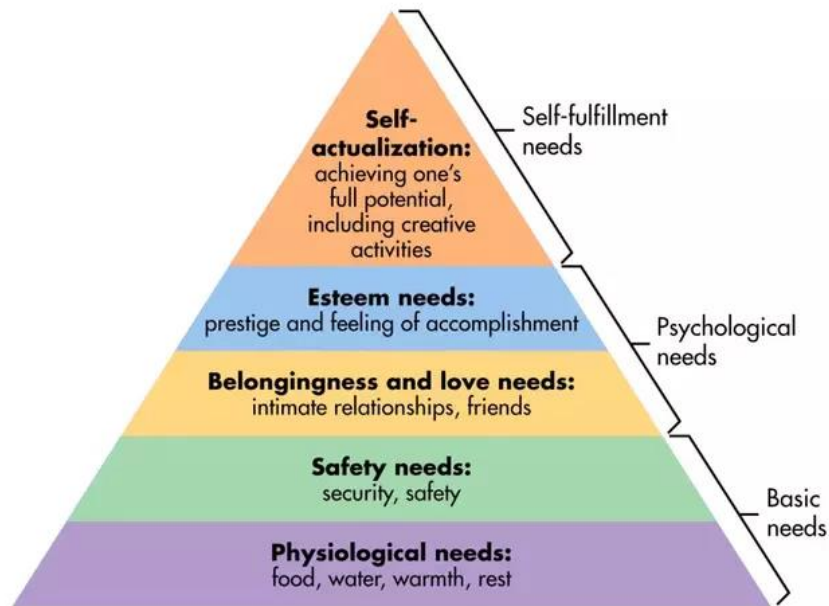 Self-
actualization:
achieving one's
full potential,
including creative
activities
Self-fulfillment
needs
Esteem needs:
prestige and feeling of accomplishment
Psychological
needs
Belongingness and love needs:
intimate relationships, friends
Safety needs:
security, safety
Basic
needs
Physiological needs:
food, water, warmth, rest